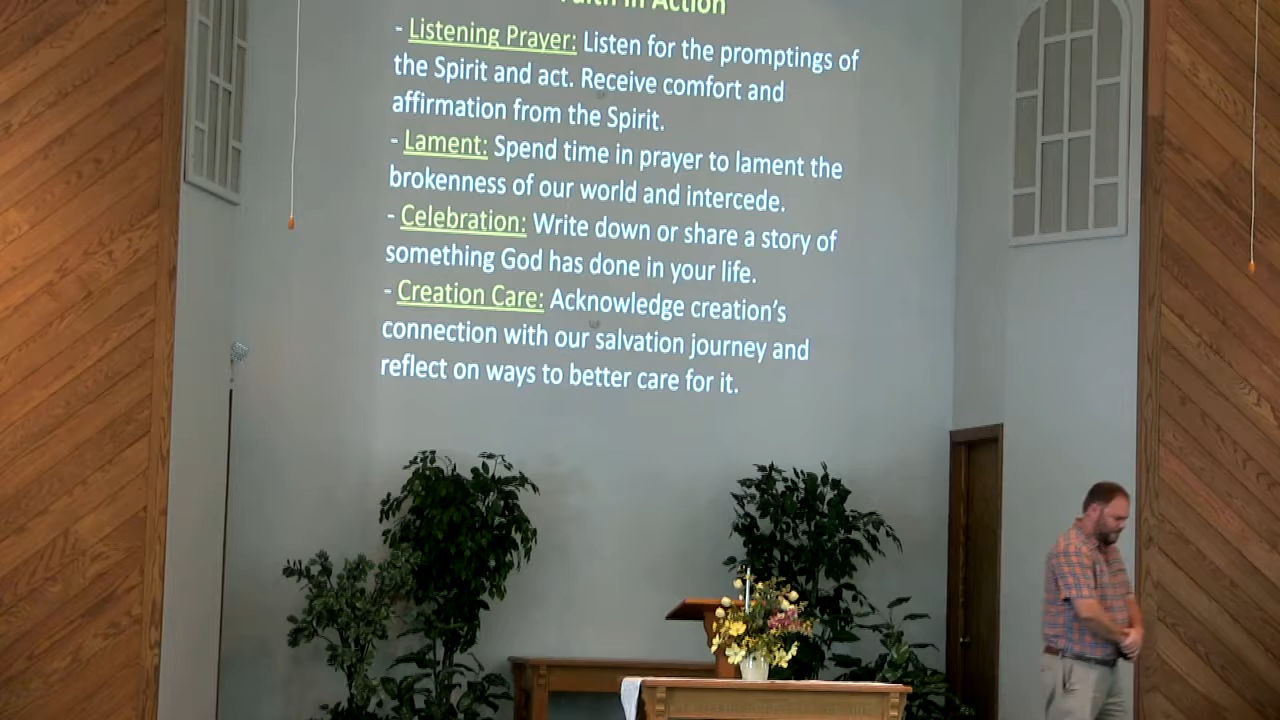 Faith in Action
- Listening Prayer: Listen for the promptings of
the Spirit and act. Receive comfort and
affirmation from the Spirit.
- Lament: Spend time in prayer to lament the
brokenness of our world and intercede.
- Celebration: Write down or share a story of
something God has done in your life.
- Creation Care: Acknowledge creation's
connection with our salvation journey and
reflect on ways to better care for it.